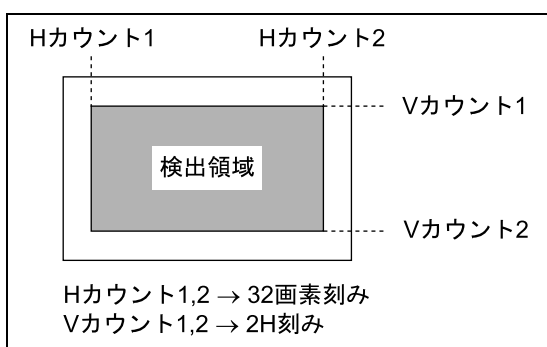 Hカウント1
Hカウント2
Vカウント1
検出領域
Vカウント2
Hカウント1,2 → 32画素刻み
Vカウント1,2 → 2H刻み